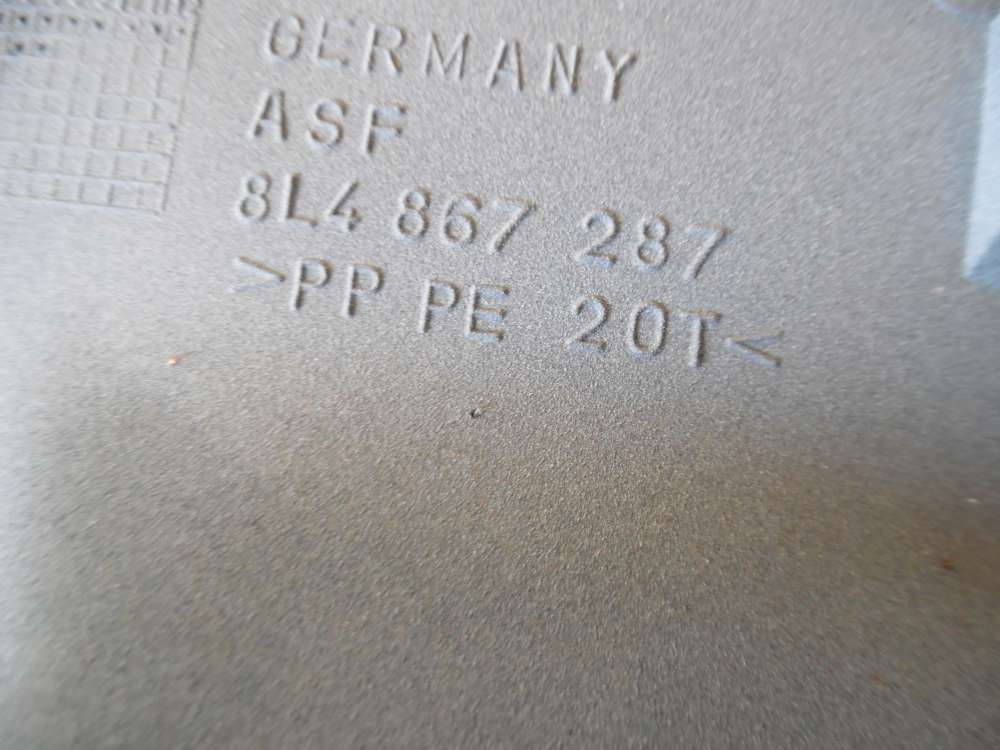 GERMANY
ASF
8L4 867 287
>PP PE 20T<